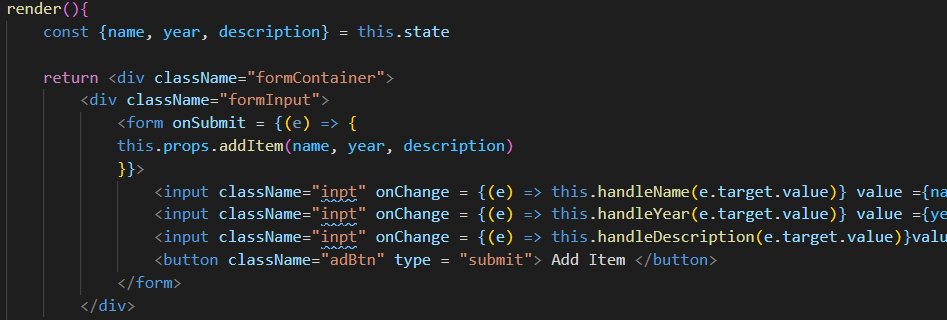 render(){
const {name, year, description} = this.state
return <div className="formContainer">
<div className="formInput">
<form onSubmit = {(e) => {
this.props.addItem(name, year, description)
}}>
<input className="inpt" onChange = {(e) => this.handleName(e.target.value)} value ={na
<input className="inpt" onChange = {(e) => this.handleYear(e.target.value)} value ={ye
<input className="inpt" onChange = {(e) => this.handleDescription(e.target.value)}valu
<button className="adBtn" type = "submit"> Add Item </button>
</form>
</div>